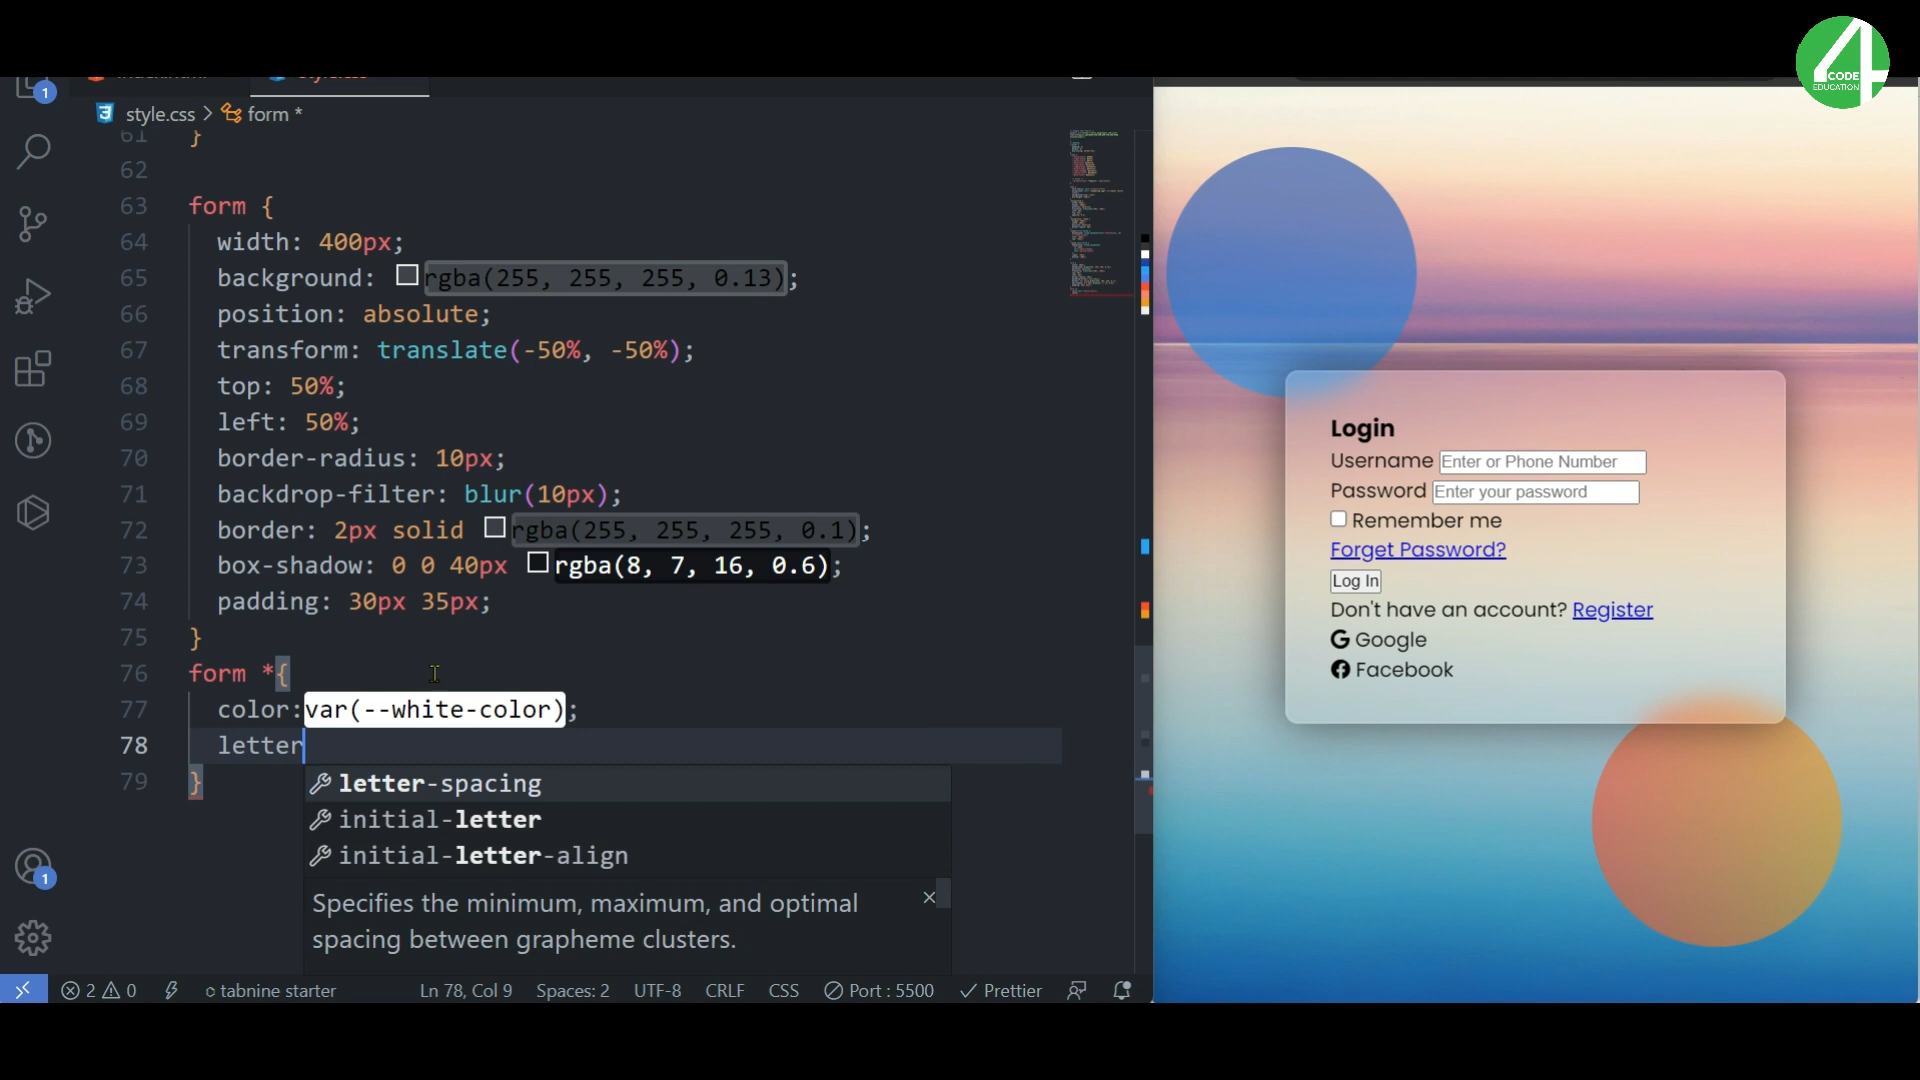 style.css > form *
61 }
62
63 form {
64 width: 400px;
65 background: rgba(255, 255, 255, 0.13);
66 position: absolute;
67 transform: translate(-50%, -50%);
68 top: 50%;
69 left: 50%;
70 border-radius: 10px;
71 backdrop-filter: blur(10px);
72 border: 2px solid rgba(255, 255, 255, 0.1);
73 box-shadow: 0 0 40px rgba(8, 7, 16, 0.6);
74 padding: 30px 35px;
75 }
76 form *{
77 color:var(--white-color);
78 letter
79 }
letter-spacing
initial-letter
initial-letter-align
Specifies the minimum, maximum, and optimal
spacing between grapheme clusters.
1
1
2 0 tabnine starter Ln 78, Col 9 Spaces: 2 UTF-8 CRLF CSS Port : 5500 Prettier
4
CODE
EDUCATION
Login
Username Enter or Phone Number
Password Enter your password
Remember me
Forget Password?
Log In
Don't have an account? Register
Google
Facebook